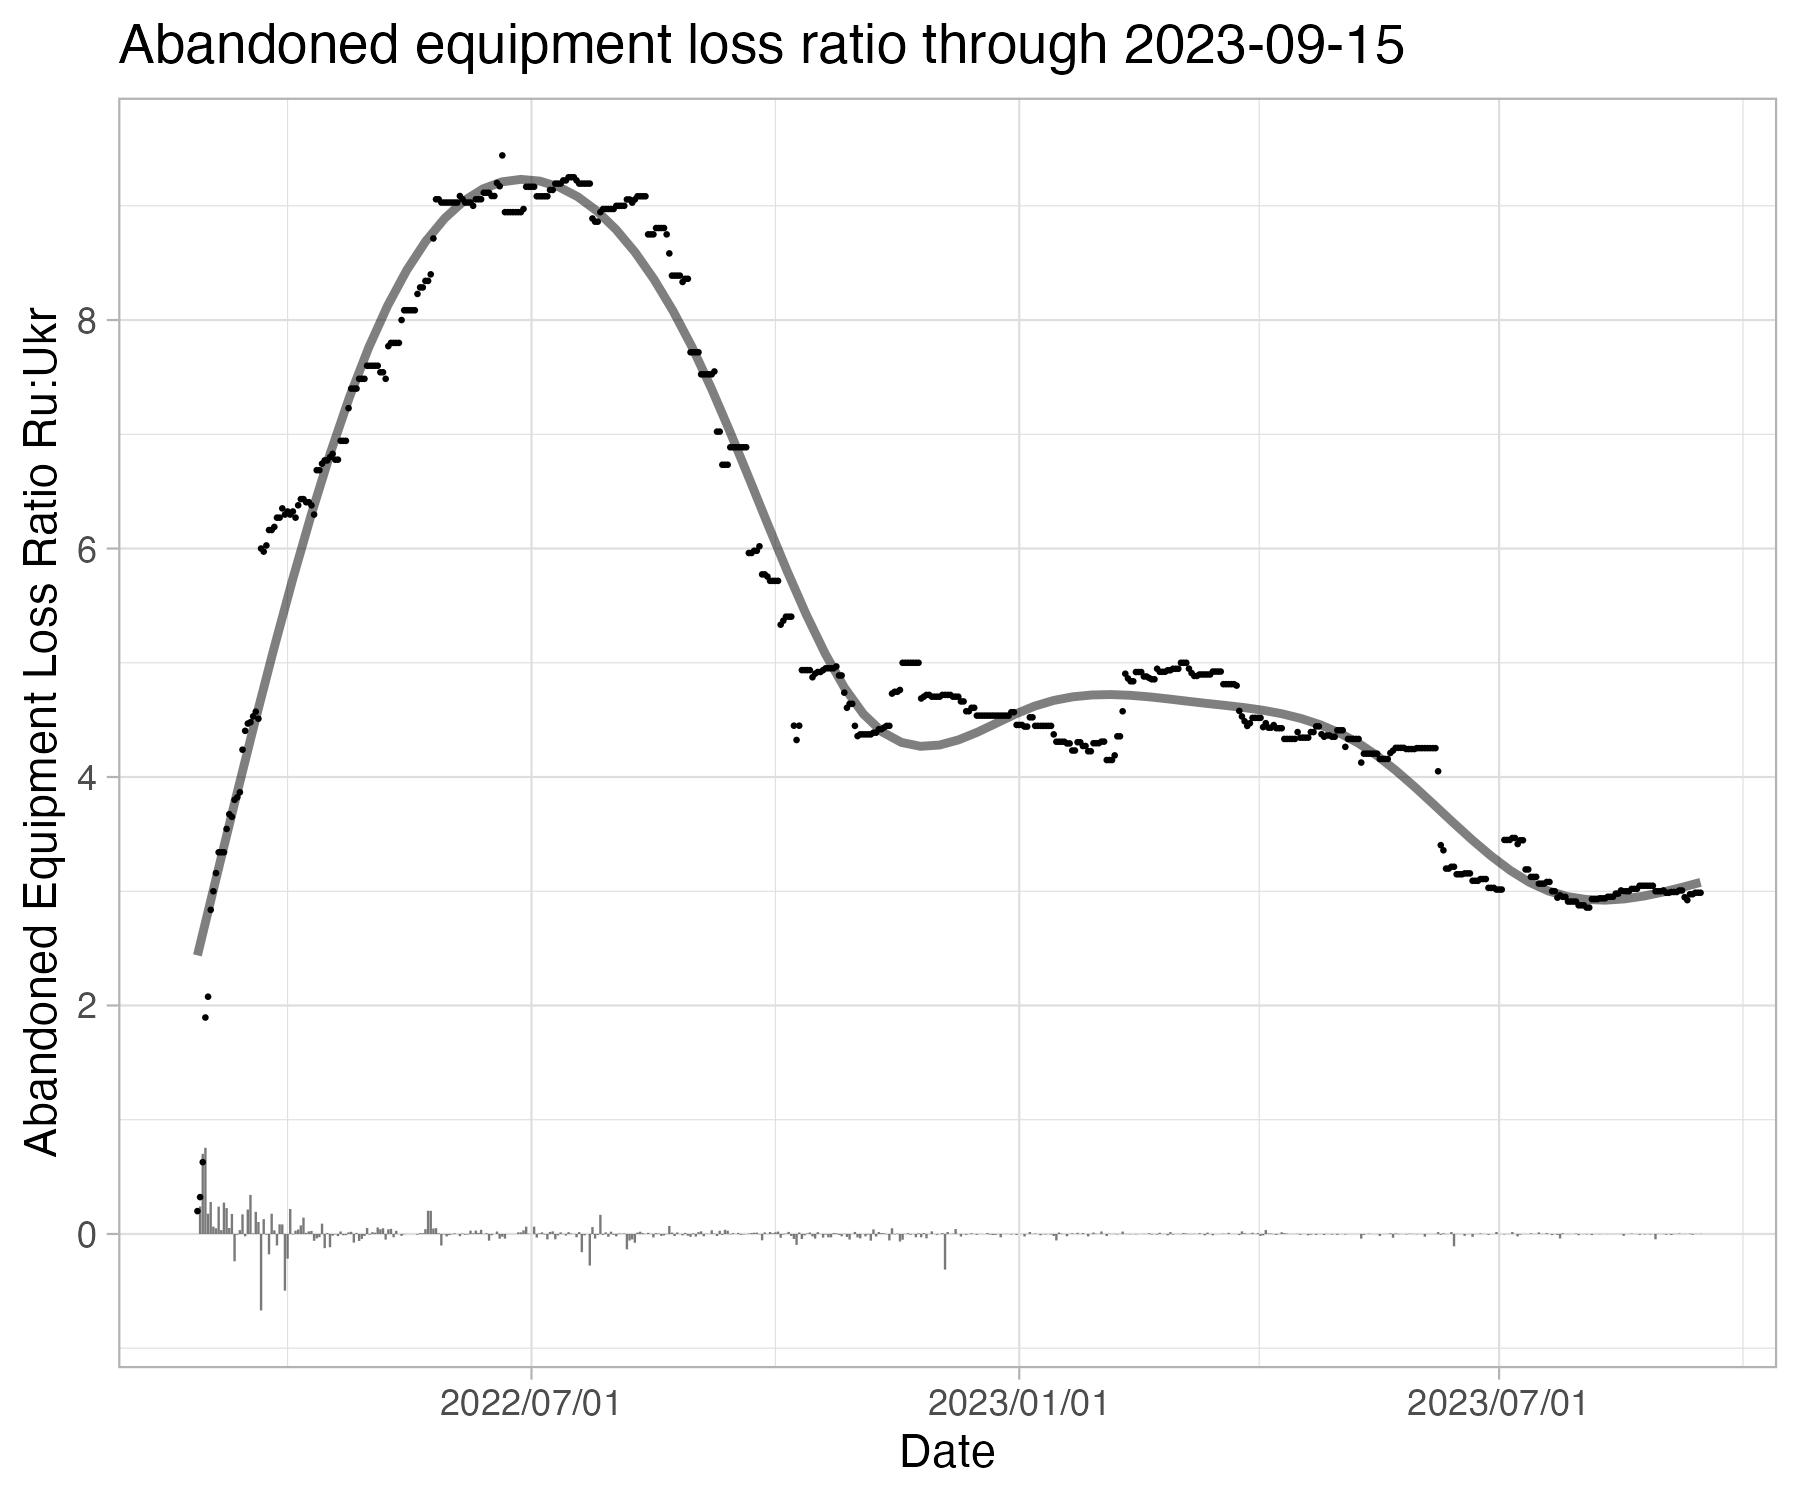 Abandoned equipment loss ratio through 2023-09-15
Abandoned Equipment Loss Ratio Ru:Ukr
8
6
4
2
0
2022/07/01
2023/01/01
2023/07/01
Date